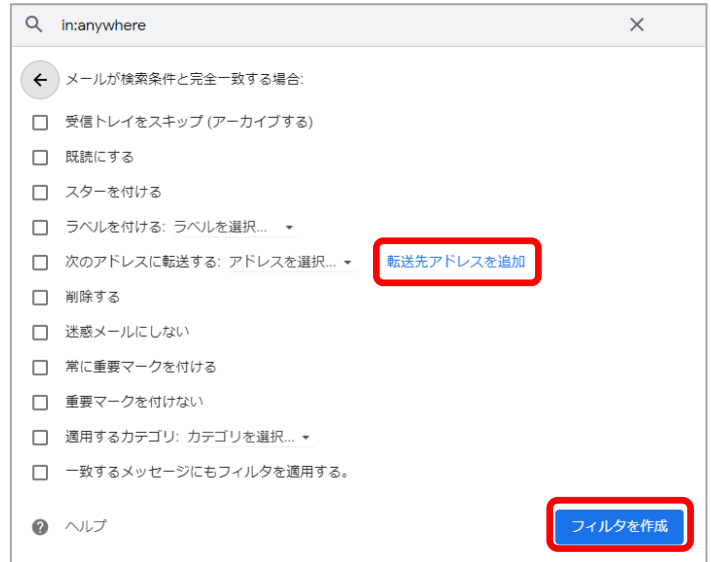 in:anywhere
メールが検索条件と完全一致する場合:
受信トレイをスキップ (アーカイブする)
既読にする
スターを付ける
ラベルを付ける: ラベルを選択...
次のアドレスに転送する: アドレスを選択... 転送先アドレスを追加
削除する
迷惑メールにしない
常に重要マークを付ける
重要マークを付けない
適用するカテゴリ: カテゴリを選択...
一致するメッセージにもフィルタを適用する。
ヘルプ フィルタを作成